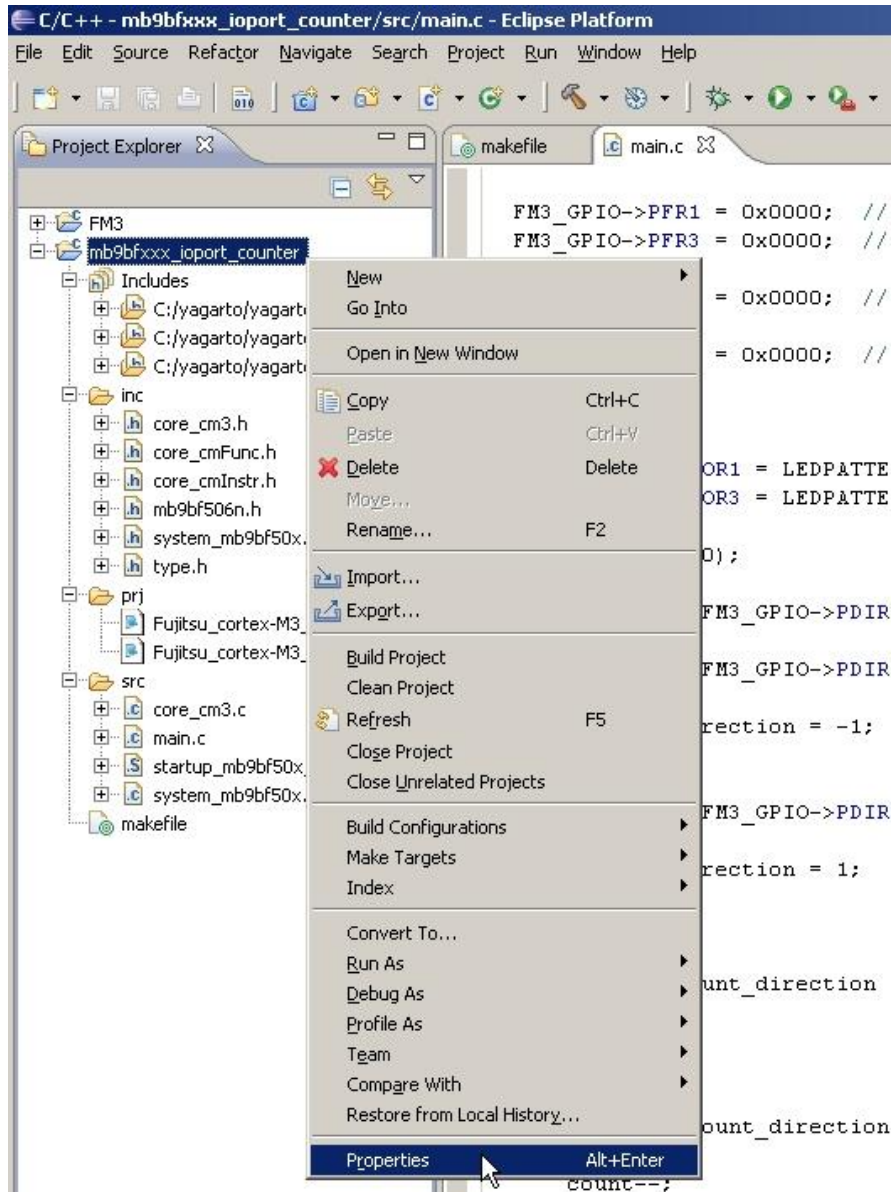 C/C++ - mb9bfxxx_ioport_counter/src/main.c - Eclipse Platform
File Edit Source Refactor Navigate Search Project Run Window Help
Project Explorer
makefile
main.c
FM3
mb9bfxxx_ioport_counter
Includes
C:/yagarto/yagart
C:/yagarto/yagart
C:/yagarto/yagart
inc
core_cm3.h
core_cmFunc.h
core_cmInstr.h
mb9bf506n.h
system_mb9bf50x.
type.h
prj
Fujitsu_cortex-M3_
Fujitsu_cortex-M3_
src
core_cm3.c
main.c
startup_mb9bf50x_
system_mb9bf50x.
makefile
New
Go Into
Open in New Window
Copy Ctrl+C
Paste Ctrl+V
Delete Delete
Move...
Rename... F2
Import...
Export...
Build Project
Clean Project
Refresh F5
Close Project
Close Unrelated Projects
Build Configurations
Make Targets
Index
Convert To...
Run As
Debug As
Profile As
Team
Compare With
Restore from Local History...
Properties Alt+Enter
FM3_GPIO->PFR1 = 0x0000; //
FM3_GPIO->PFR3 = 0x0000; //
= 0x0000; //
= 0x0000; //
OR1 = LEDPATTE
OR3 = LEDPATTE
0);
FM3_GPIO->PDIR
FM3_GPIO->PDIR
rection = -1;
FM3_GPIO->PDIR
rection = 1;
unt_direction
ount_direction
count--;